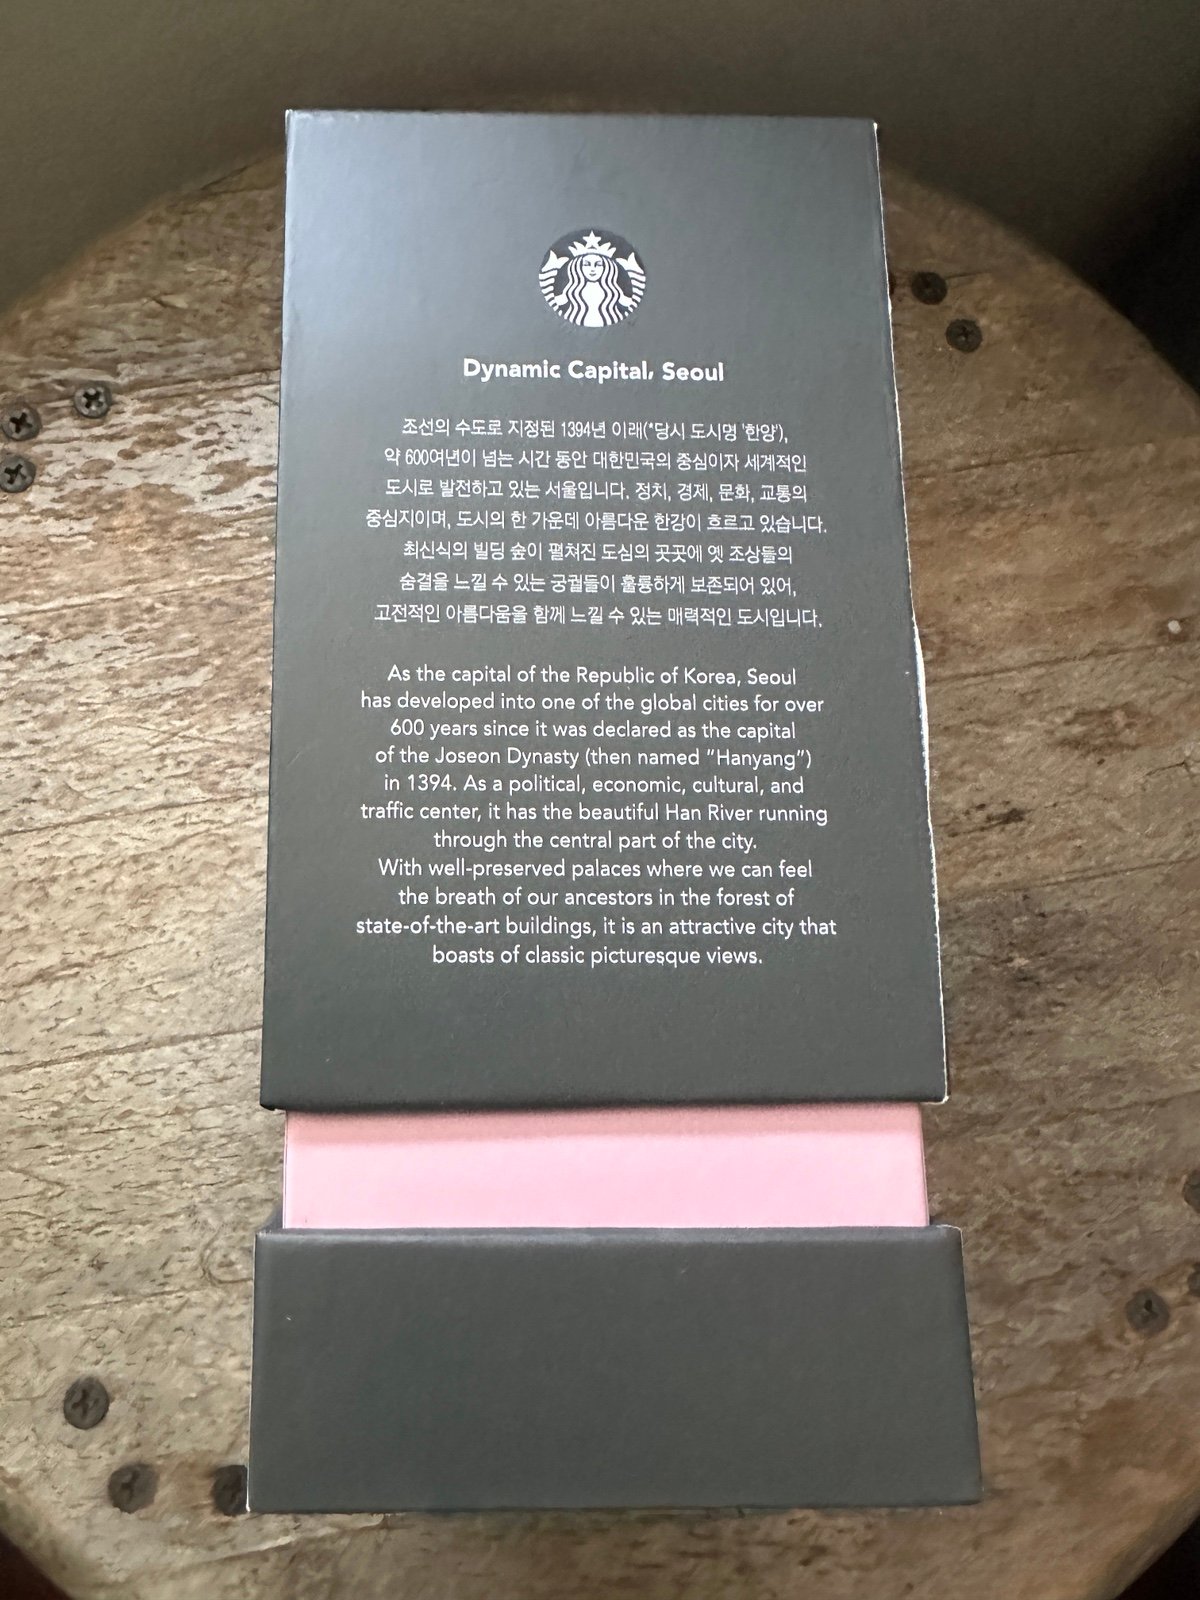 Dynamic Capital, Seoul
조선의 수도로 지정된 1394년 이래(*당시 도시명 '한양'),
약 600여년이 넘는 시간 동안 대한민국의 중심이자 세계적인
도시로 발전하고 있는 서울입니다. 정치, 경제, 문화, 교통의
중심지이며, 도시의 한 가운데 아름다운 한강이 흐르고 있습니다.
최신식의 빌딩 숲이 펼쳐진 도심의 곳곳에 옛 조상들의
숨결을 느낄 수 있는 궁궐들이 훌륭하게 보존되어 있어,
고전적인 아름다움을 함께 느낄 수 있는 매력적인 도시입니다.
As the capital of the Republic of Korea, Seoul
has developed into one of the global cities for over
600 years since it was declared as the capital
of the Joseon Dynasty (then named “Hanyang”)
in 1394. As a political, economic, cultural, and
traffic center, it has the beautiful Han River running
through the central part of the city.
With well-preserved palaces where we can feel
the breath of our ancestors in the forest of
state-of-the-art buildings, it is an attractive city that
boasts of classic picturesque views.